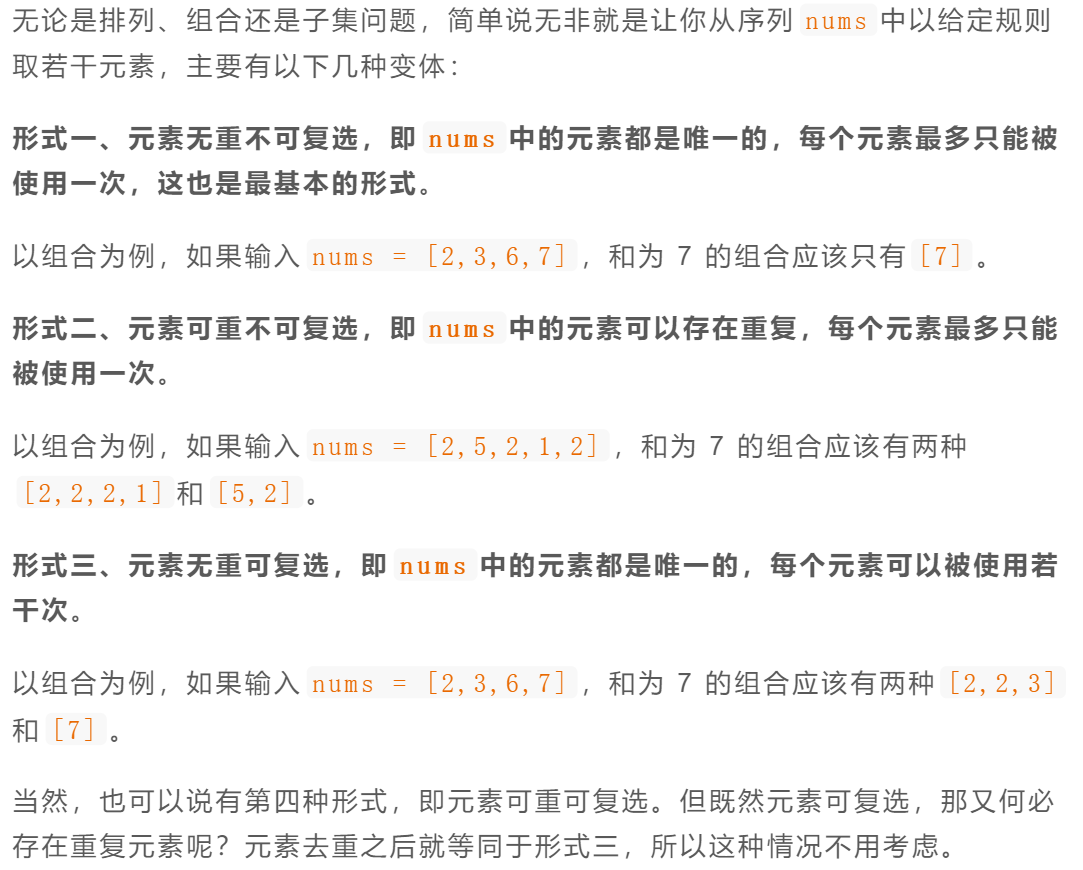 无论是排列、组合还是子集问题，简单说无非就是让你从序列 nums 中以给定规则
取若干元素，主要有以下几种变体：
形式一、元素无重不可复选，即 nums 中的元素都是唯一的，每个元素最多只能被
使用一次，这也是最基本的形式。
以组合为例，如果输入 nums = [2,3,6,7]，和为 7 的组合应该只有 [7]。
形式二、元素可重不可复选，即 nums 中的元素可以存在重复，每个元素最多只能
被使用一次。
以组合为例，如果输入 nums = [2,5,2,1,2]，和为 7 的组合应该有两种
[2,2,2,1] 和 [5,2]。
形式三、元素无重可复选，即 nums 中的元素都是唯一的，每个元素可以被使用若
干次。
以组合为例，如果输入 nums = [2,3,6,7]，和为 7 的组合应该有两种 [2,2,3]
和 [7]。
当然，也可以说有第四种形式，即元素可重可复选。但既然元素可复选，那又何必
存在重复元素呢？元素去重之后就等同于形式三，所以这种情况不用考虑。